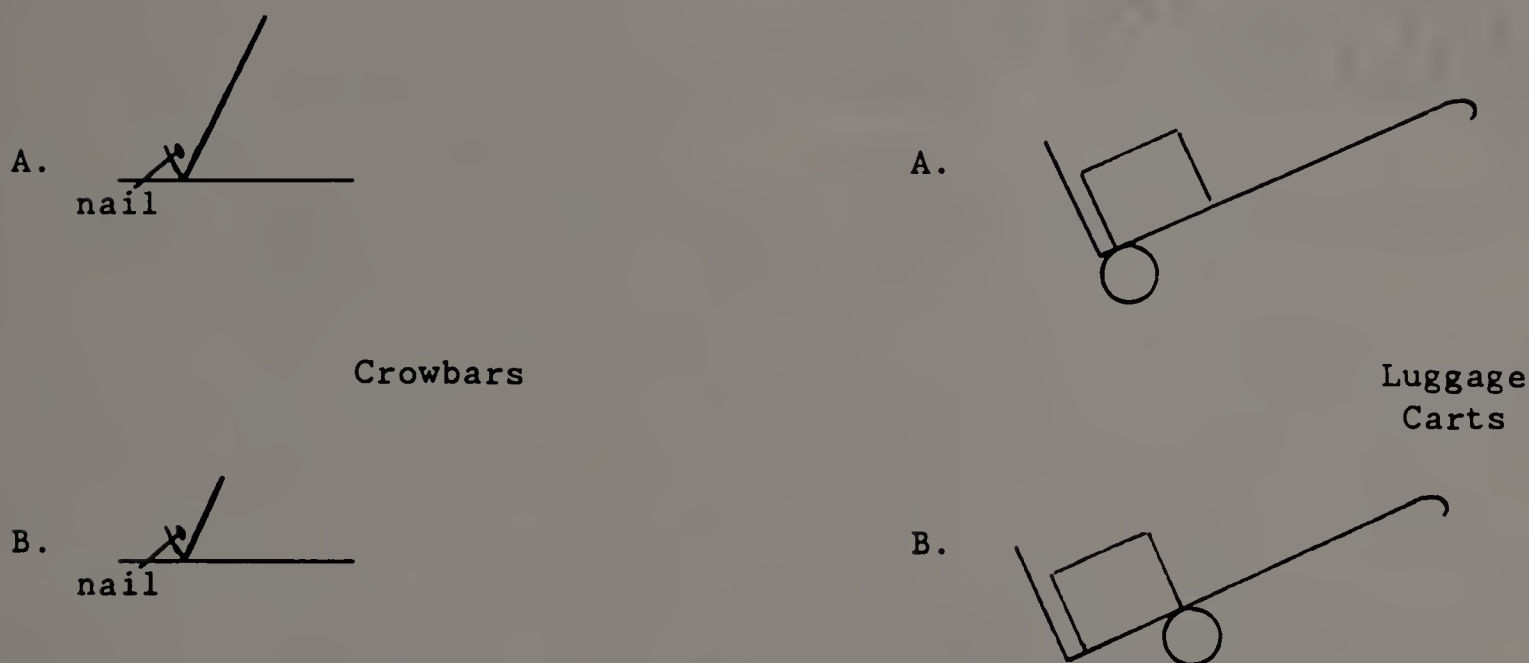 A.
nail
Crowbars
B.
nail
A.
Luggage
Carts
B.